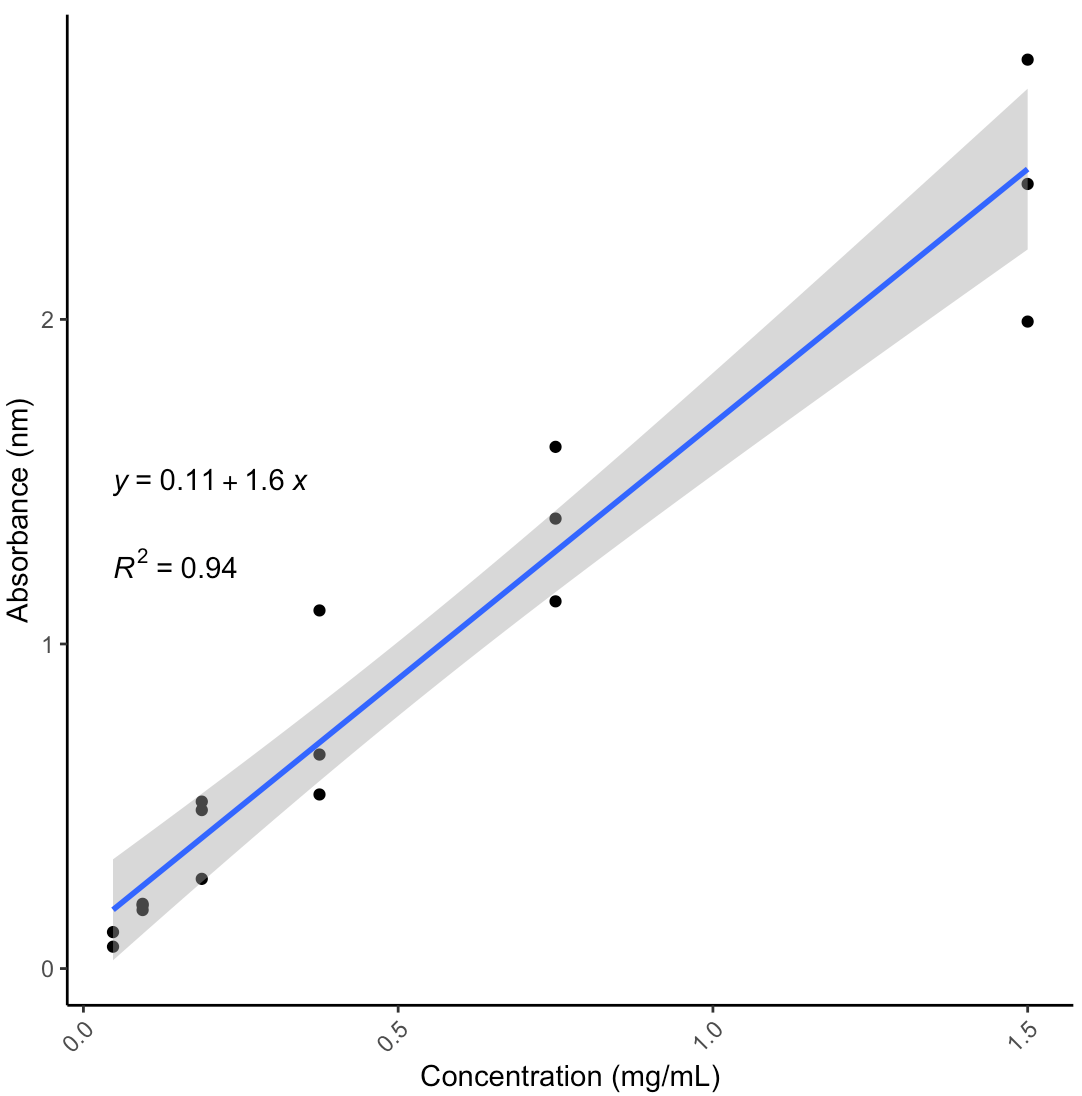 2
y = 0.11 + 1.6 x
R² = 0.94
1
0
Absorbance (nm)
0.0
0.5
1.0
1.5
Concentration (mg/mL)